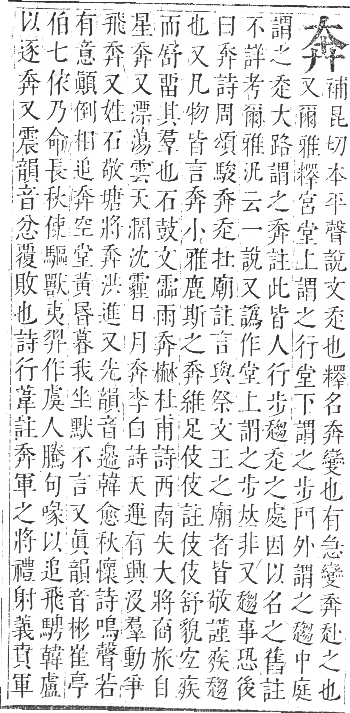 奔
補昆切本平聲說文走也釋名奔變也有急變奔赴之也
又爾雅釋宮堂上謂之行堂下謂之步門外謂之趨中庭
謂之走大路謂之奔註此皆人行步趨走之處因以名之舊註
不詳考爾雅汎云一說又譌作堂上謂之步夶非又趨事恐後
曰奔詩周頌駿奔走在廟註言與祭文王之廟者皆敬謹疾趨
也又凡物皆言奔小雅鹿斯之奔維足伎伎註伎伎舒貌宜疾
而舒留其羣也石鼓文霝雨奔㯤杜甫詩西南失大將商旅自
星奔又漂蕩雲天闊沈霾日月奔李白詩天運有興沒羣動爭
飛奔又姓石敬塘將奔洪進又先韻音邉韓愈秋懷詩鳴聲若
有意顛倒相追奔空堂黃昏暮我坐默不言又眞韻音彬崔亭
伯七依乃命長秋使驅獸夷羿作虞人騰句喙以追飛騁韓盧
以逐奔又震韻音忿覆敗也詩行葦註奔軍之將禮射義賁軍